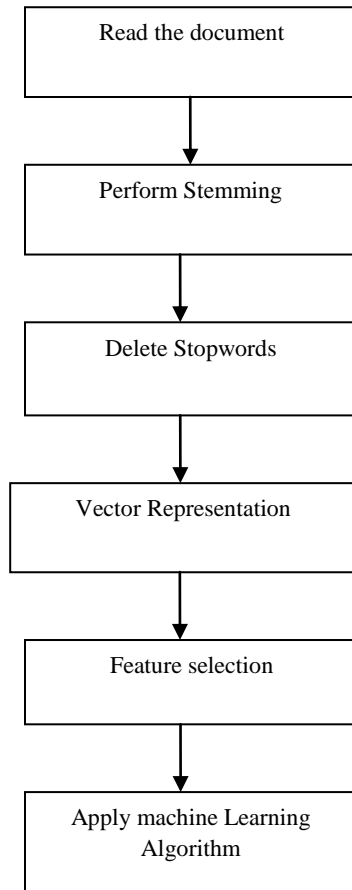 Read the document
Perform Stemming
Delete Stopwords
Vector Representation
Feature selection
Apply machine Learning
Algorithm